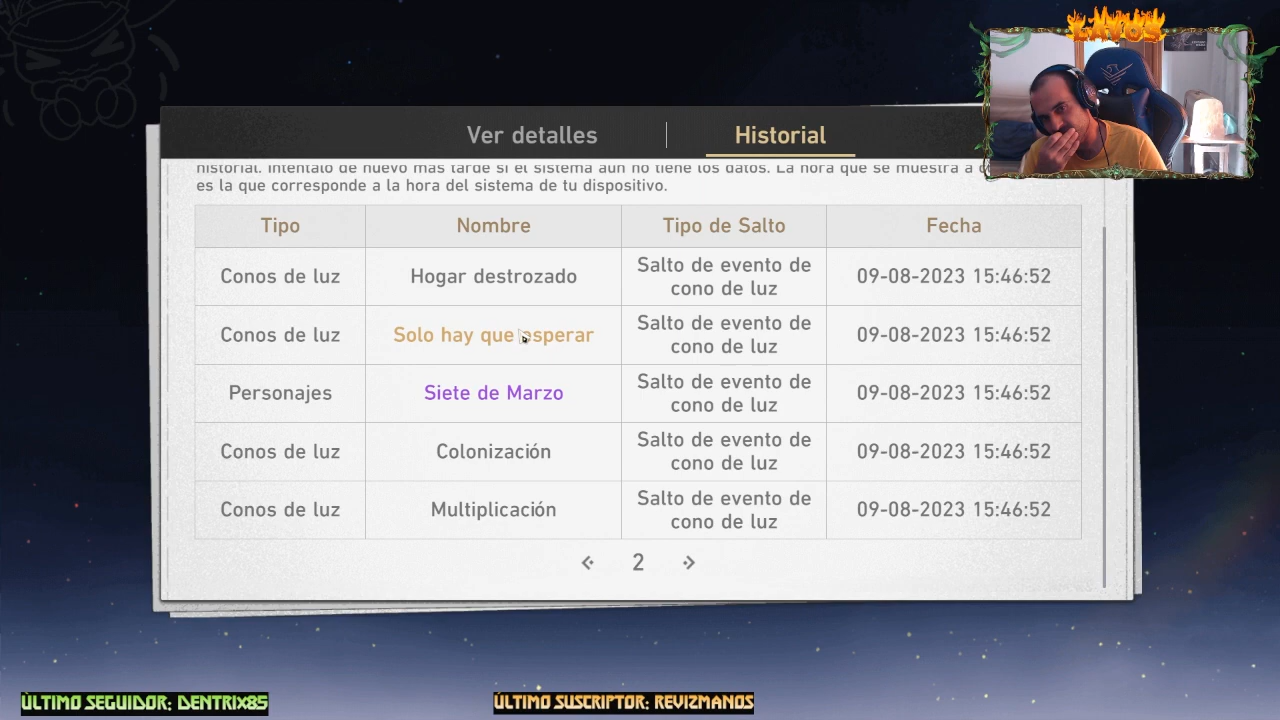 LAVOS
Ver detalles
Historial
historial. Inténtalo de nuevo más tarde si el sistema aún no tiene los datos. La hora que se muestra a
es la que corresponde a la hora del sistema de tu dispositivo.
Tipo Nombre Tipo de Salto Fecha
Conos de luz Hogar destrozado Salto de evento de cono de luz 09-08-2023 15:46:52
Conos de luz Solo hay que esperar Salto de evento de cono de luz 09-08-2023 15:46:52
Personajes Siete de Marzo Salto de evento de cono de luz 09-08-2023 15:46:52
Conos de luz Colonización Salto de evento de cono de luz 09-08-2023 15:46:52
Conos de luz Multiplicación Salto de evento de cono de luz 09-08-2023 15:46:52
2
ÚLTIMO SEGUIDOR: DENTRIX85
ÚLTIMO SUSCRIPTOR: REVIZMANOS